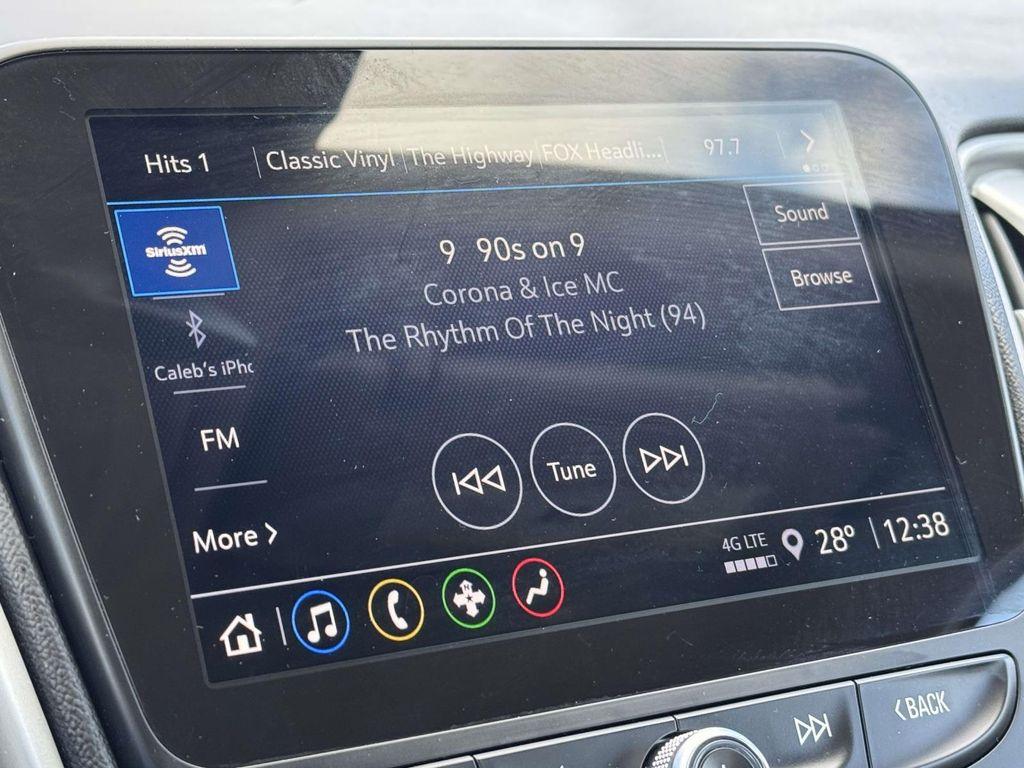 Hits 1
Classic Vinyl
The Highway
FOX Headli...
97.7
SiriusXM
9 90s on 9
Sound
Corona & Ice MC
Browse
The Rhythm Of The Night (94)
Caleb's iPhc
FM
Tune
More
4G LTE
28°
12:38
BACK